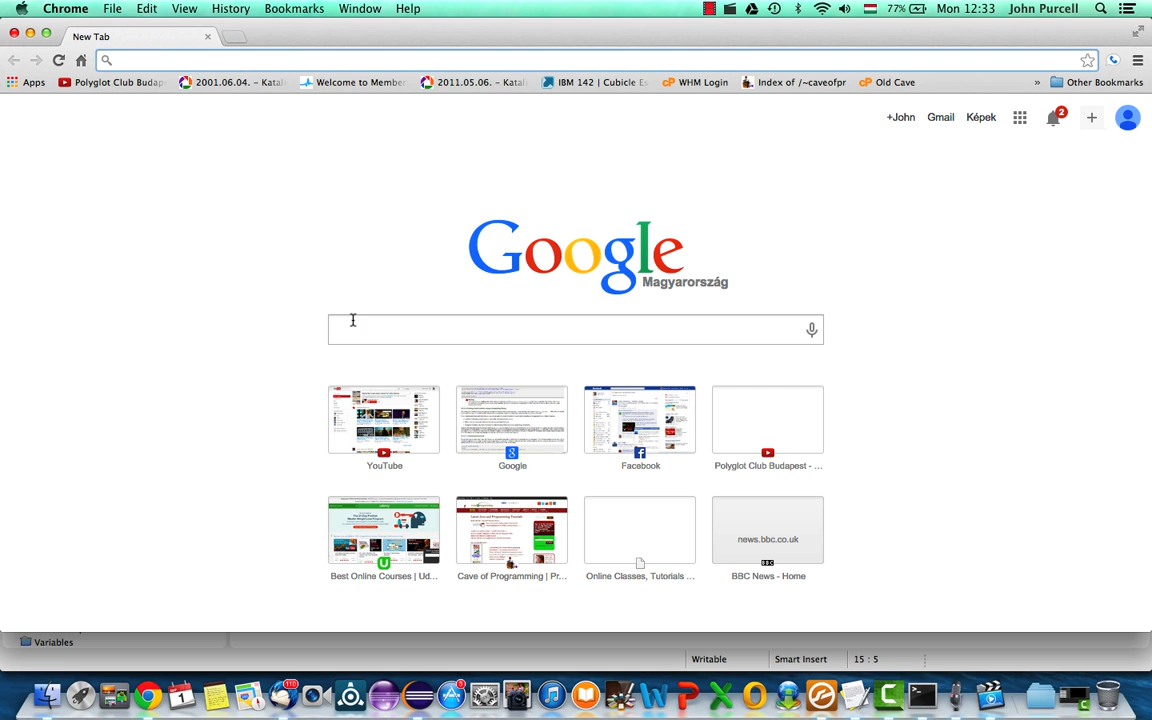 Chrome File Edit View History Bookmarks Window Help 77% Mon 12:33 John Purcell
New Tab
Apps Polyglot Club Budap 2001.06.04. - Katali Welcome to Member 2011.05.06. - Katali IBM 142 | Cubicle Es WHM Login Index of /~caveofpr Old Cave » Other Bookmarks
+John Gmail Képek 2
Google
Magyarország
YouTube Google Facebook Polyglot Club Budapest - ...
news.bbc.co.uk
Best Online Courses | Ud... Cave of Programming | Pr... Online Classes, Tutorials ... BBC News - Home
Variables
Writable Smart Insert 15 : 5